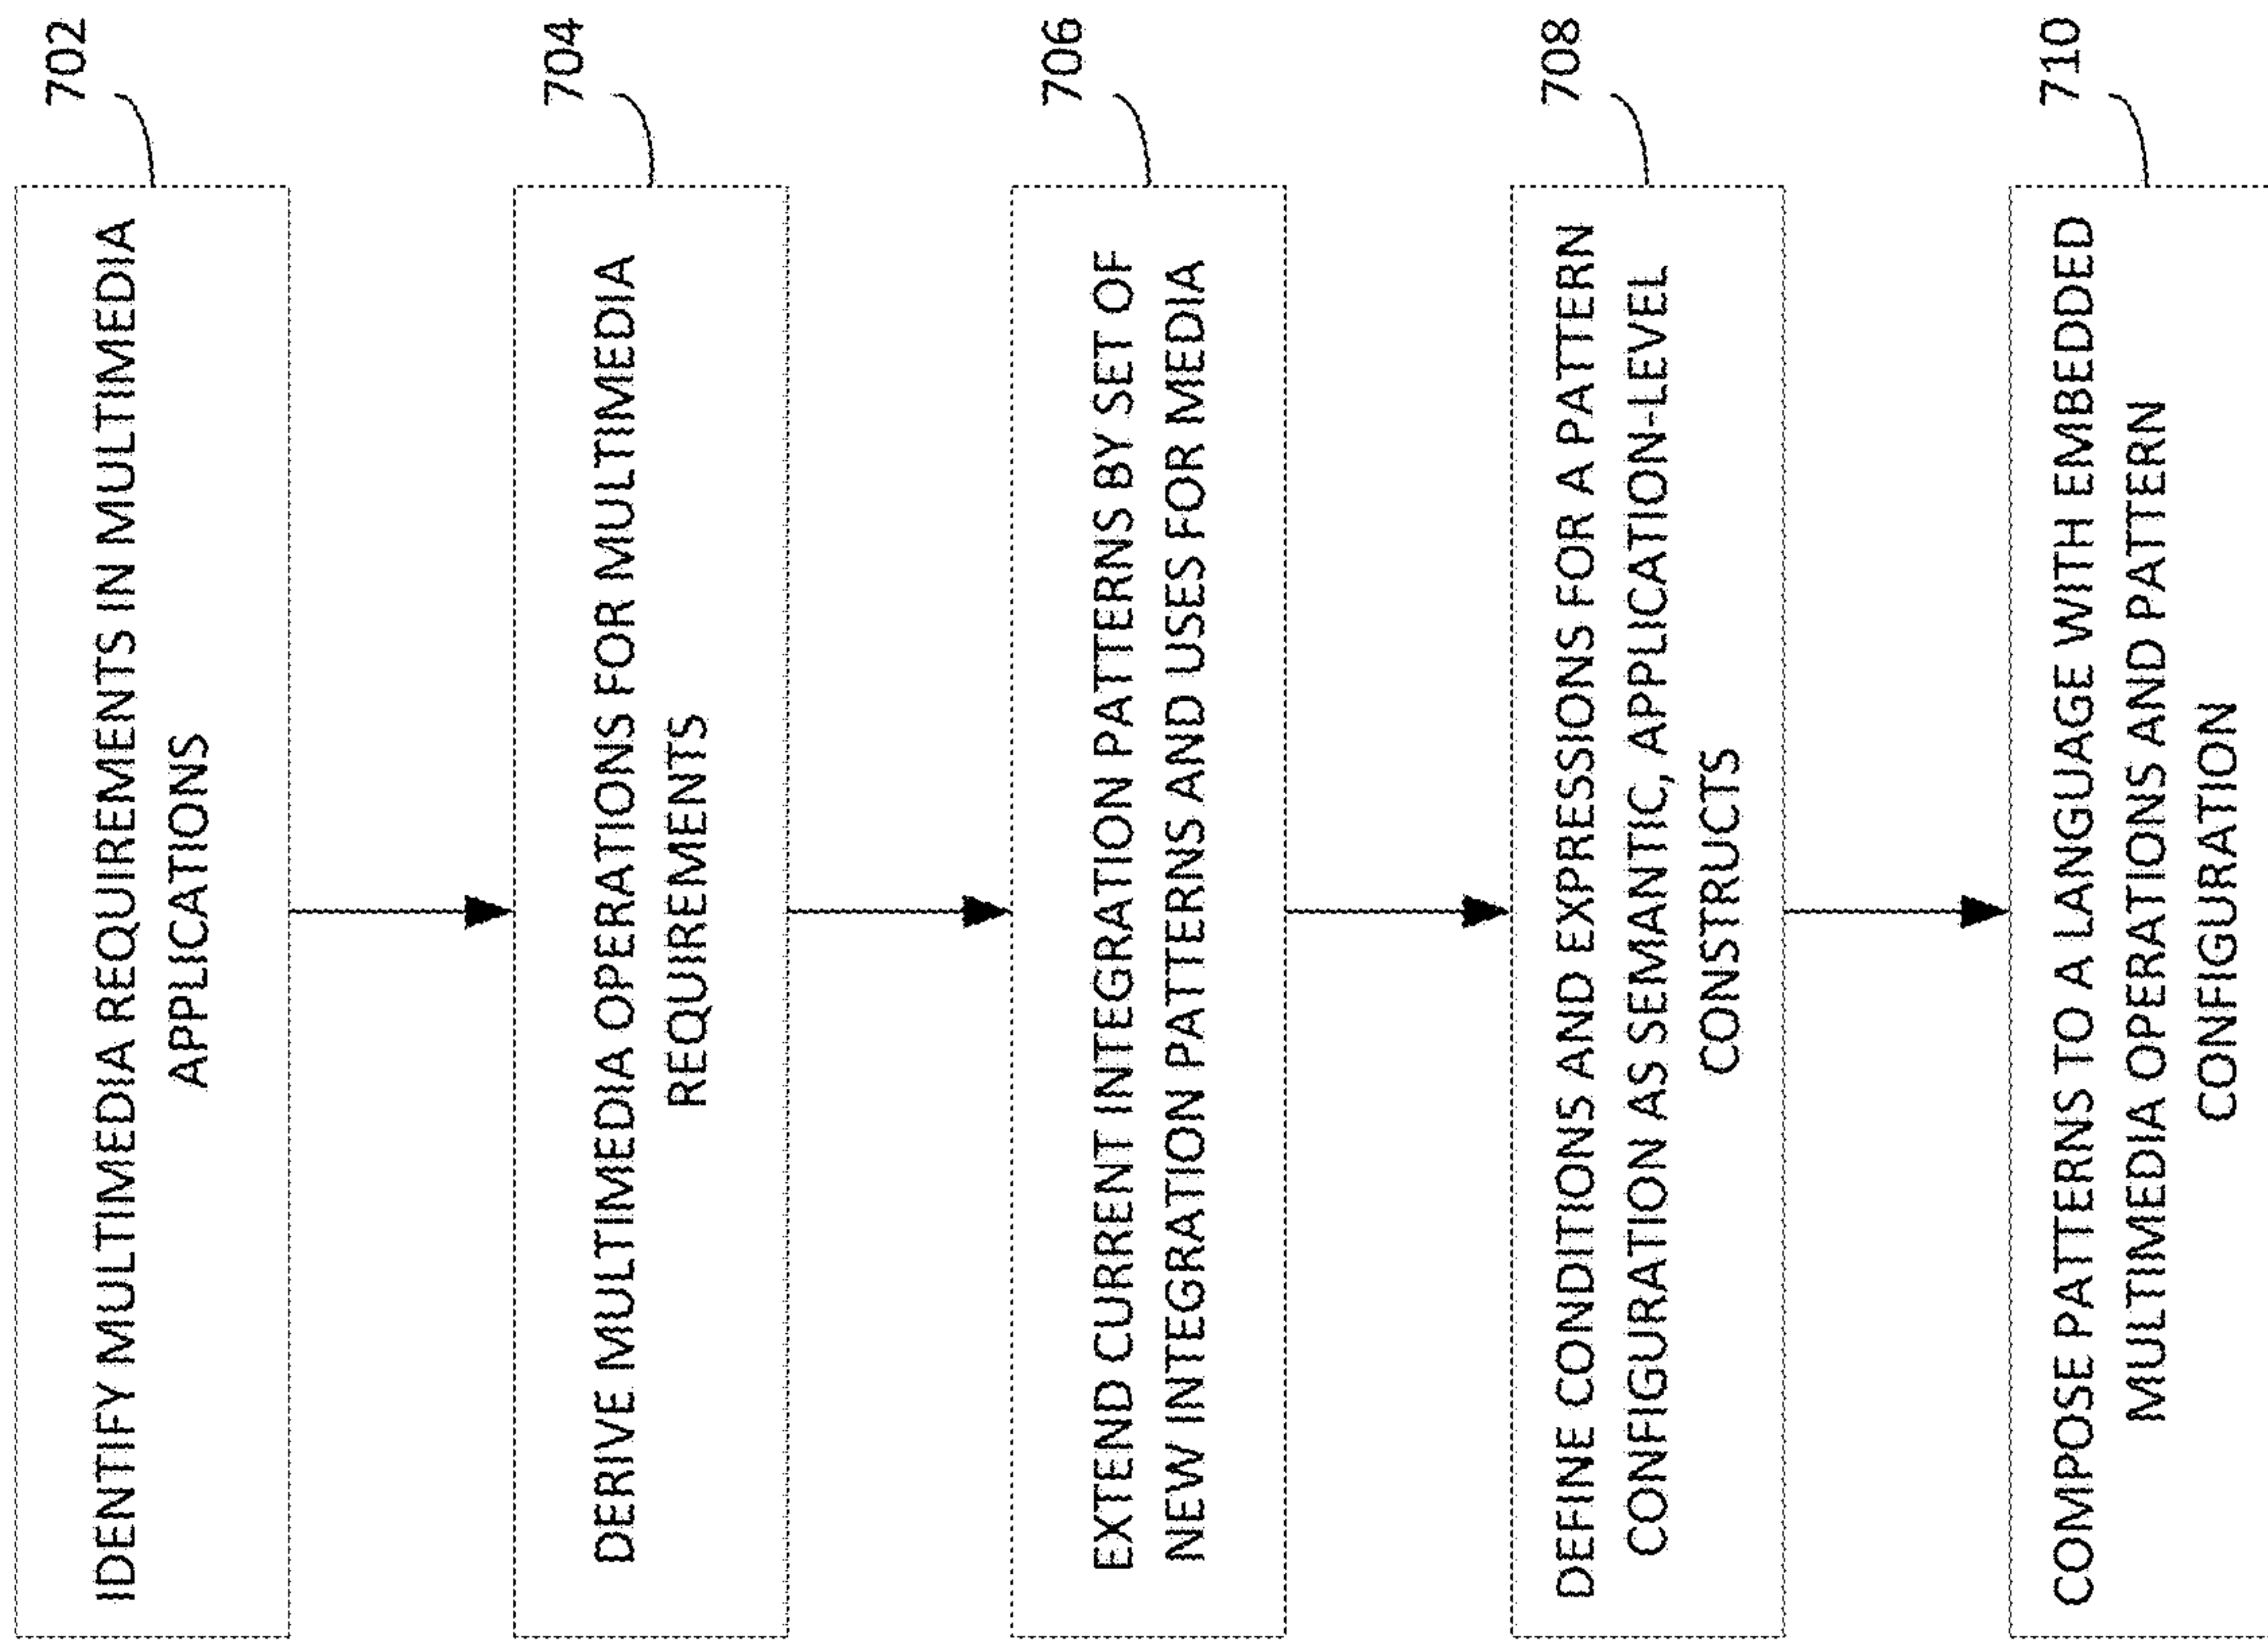 702
IDENTIFY MULTIMEDIA REQUIREMENTS IN MULTIMEDIA
APPLICATIONS
704
DERIVE MULTIMEDIA OPERATIONS FOR MULTIMEDIA
REQUIREMENTS
706
EXTEND CURRENT INTEGRATION PATTERNS BY SET OF
NEW INTEGRATION PATTERNS AND USES FOR MEDIA
708
DEFINE CONDITIONS AND EXPRESSIONS FOR A PATTERN
CONFIGURATION AS SEMANTIC, APPLICATION-LEVEL
CONSTRUCTS
710
COMPOSE PATTERNS TO A LANGUAGE WITH EMBEDDED
MULTIMEDIA OPERATIONS AND PATTERN
CONFIGURATION